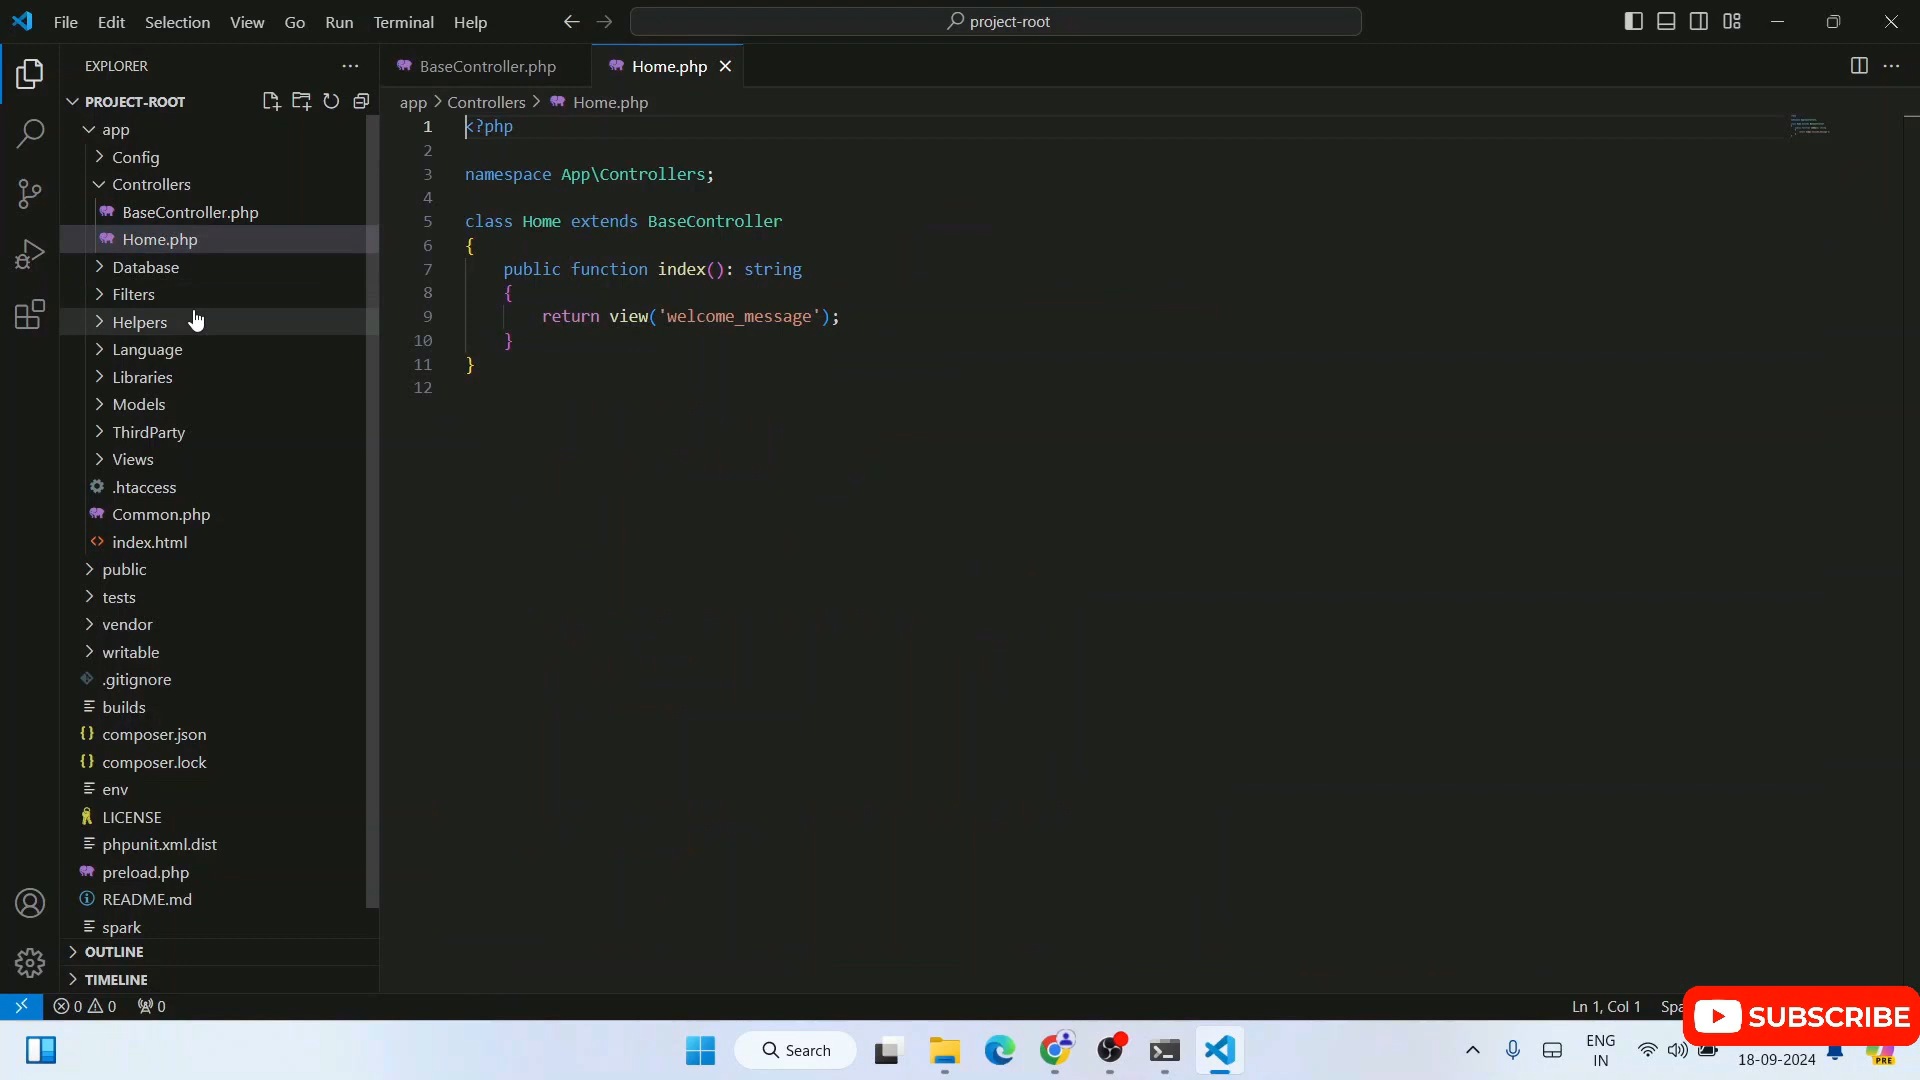 File Edit Selection View Go Run Terminal Help
project-root
EXPLORER
PROJECT-ROOT
app
Config
Controllers
BaseController.php
Home.php
Database
Filters
Helpers
Language
Libraries
Models
ThirdParty
Views
.htaccess
Common.php
index.html
public
tests
vendor
writable
.gitignore
builds
composer.json
composer.lock
env
LICENSE
phpunit.xml.dist
preload.php
README.md
spark
OUTLINE
TIMELINE
BaseController.php Home.php
app > Controllers > Home.php
1 <?php
2
3 namespace App\Controllers;
4
5 class Home extends BaseController
6 {
7 public function index(): string
8 {
9 return view('welcome_message');
10 }
11 }
12
0 0 0
Ln 1, Col 1
SUBSCRIBE
Search
ENG
IN
18-09-2024
PRE